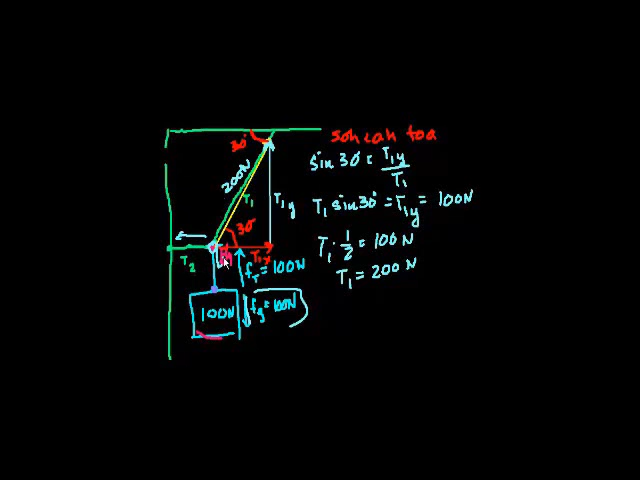 30°
soh cah toa
200N
T₁
T₁y
sin 30° = T₁y / T₁
T₁ sin 30° = T₁y = 100N
30°
T₁ · 1/2 = 100 N
T₂
fT = 100N
T₁ = 200 N
100N
fg = 100N